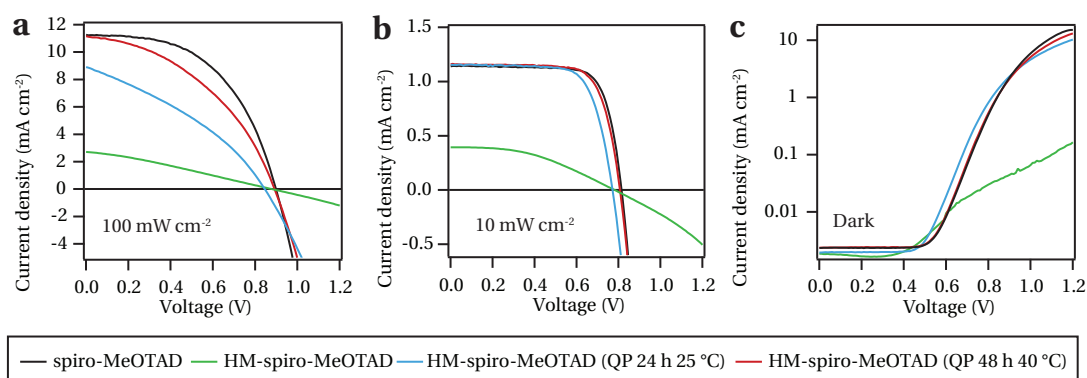 a
12
10
8
6
4
2
0
-2
-4
Current density (mA cm-2)
100 mW cm-2
0.0 0.2 0.4 0.6 0.8 1.0 1.2
Voltage (V)
b
1.5
1.0
0.5
0.0
-0.5
Current density (mA cm-2)
10 mW cm-2
0.0 0.2 0.4 0.6 0.8 1.0 1.2
Voltage (V)
c
10
1
0.1
0.01
Current density (mA cm-2)
Dark
0.0 0.2 0.4 0.6 0.8 1.0 1.2
Voltage (V)
spiro-MeOTAD HM-spiro-MeOTAD HM-spiro-MeOTAD (QP 24 h 25 °C) HM-spiro-MeOTAD (QP 48 h 40 °C)